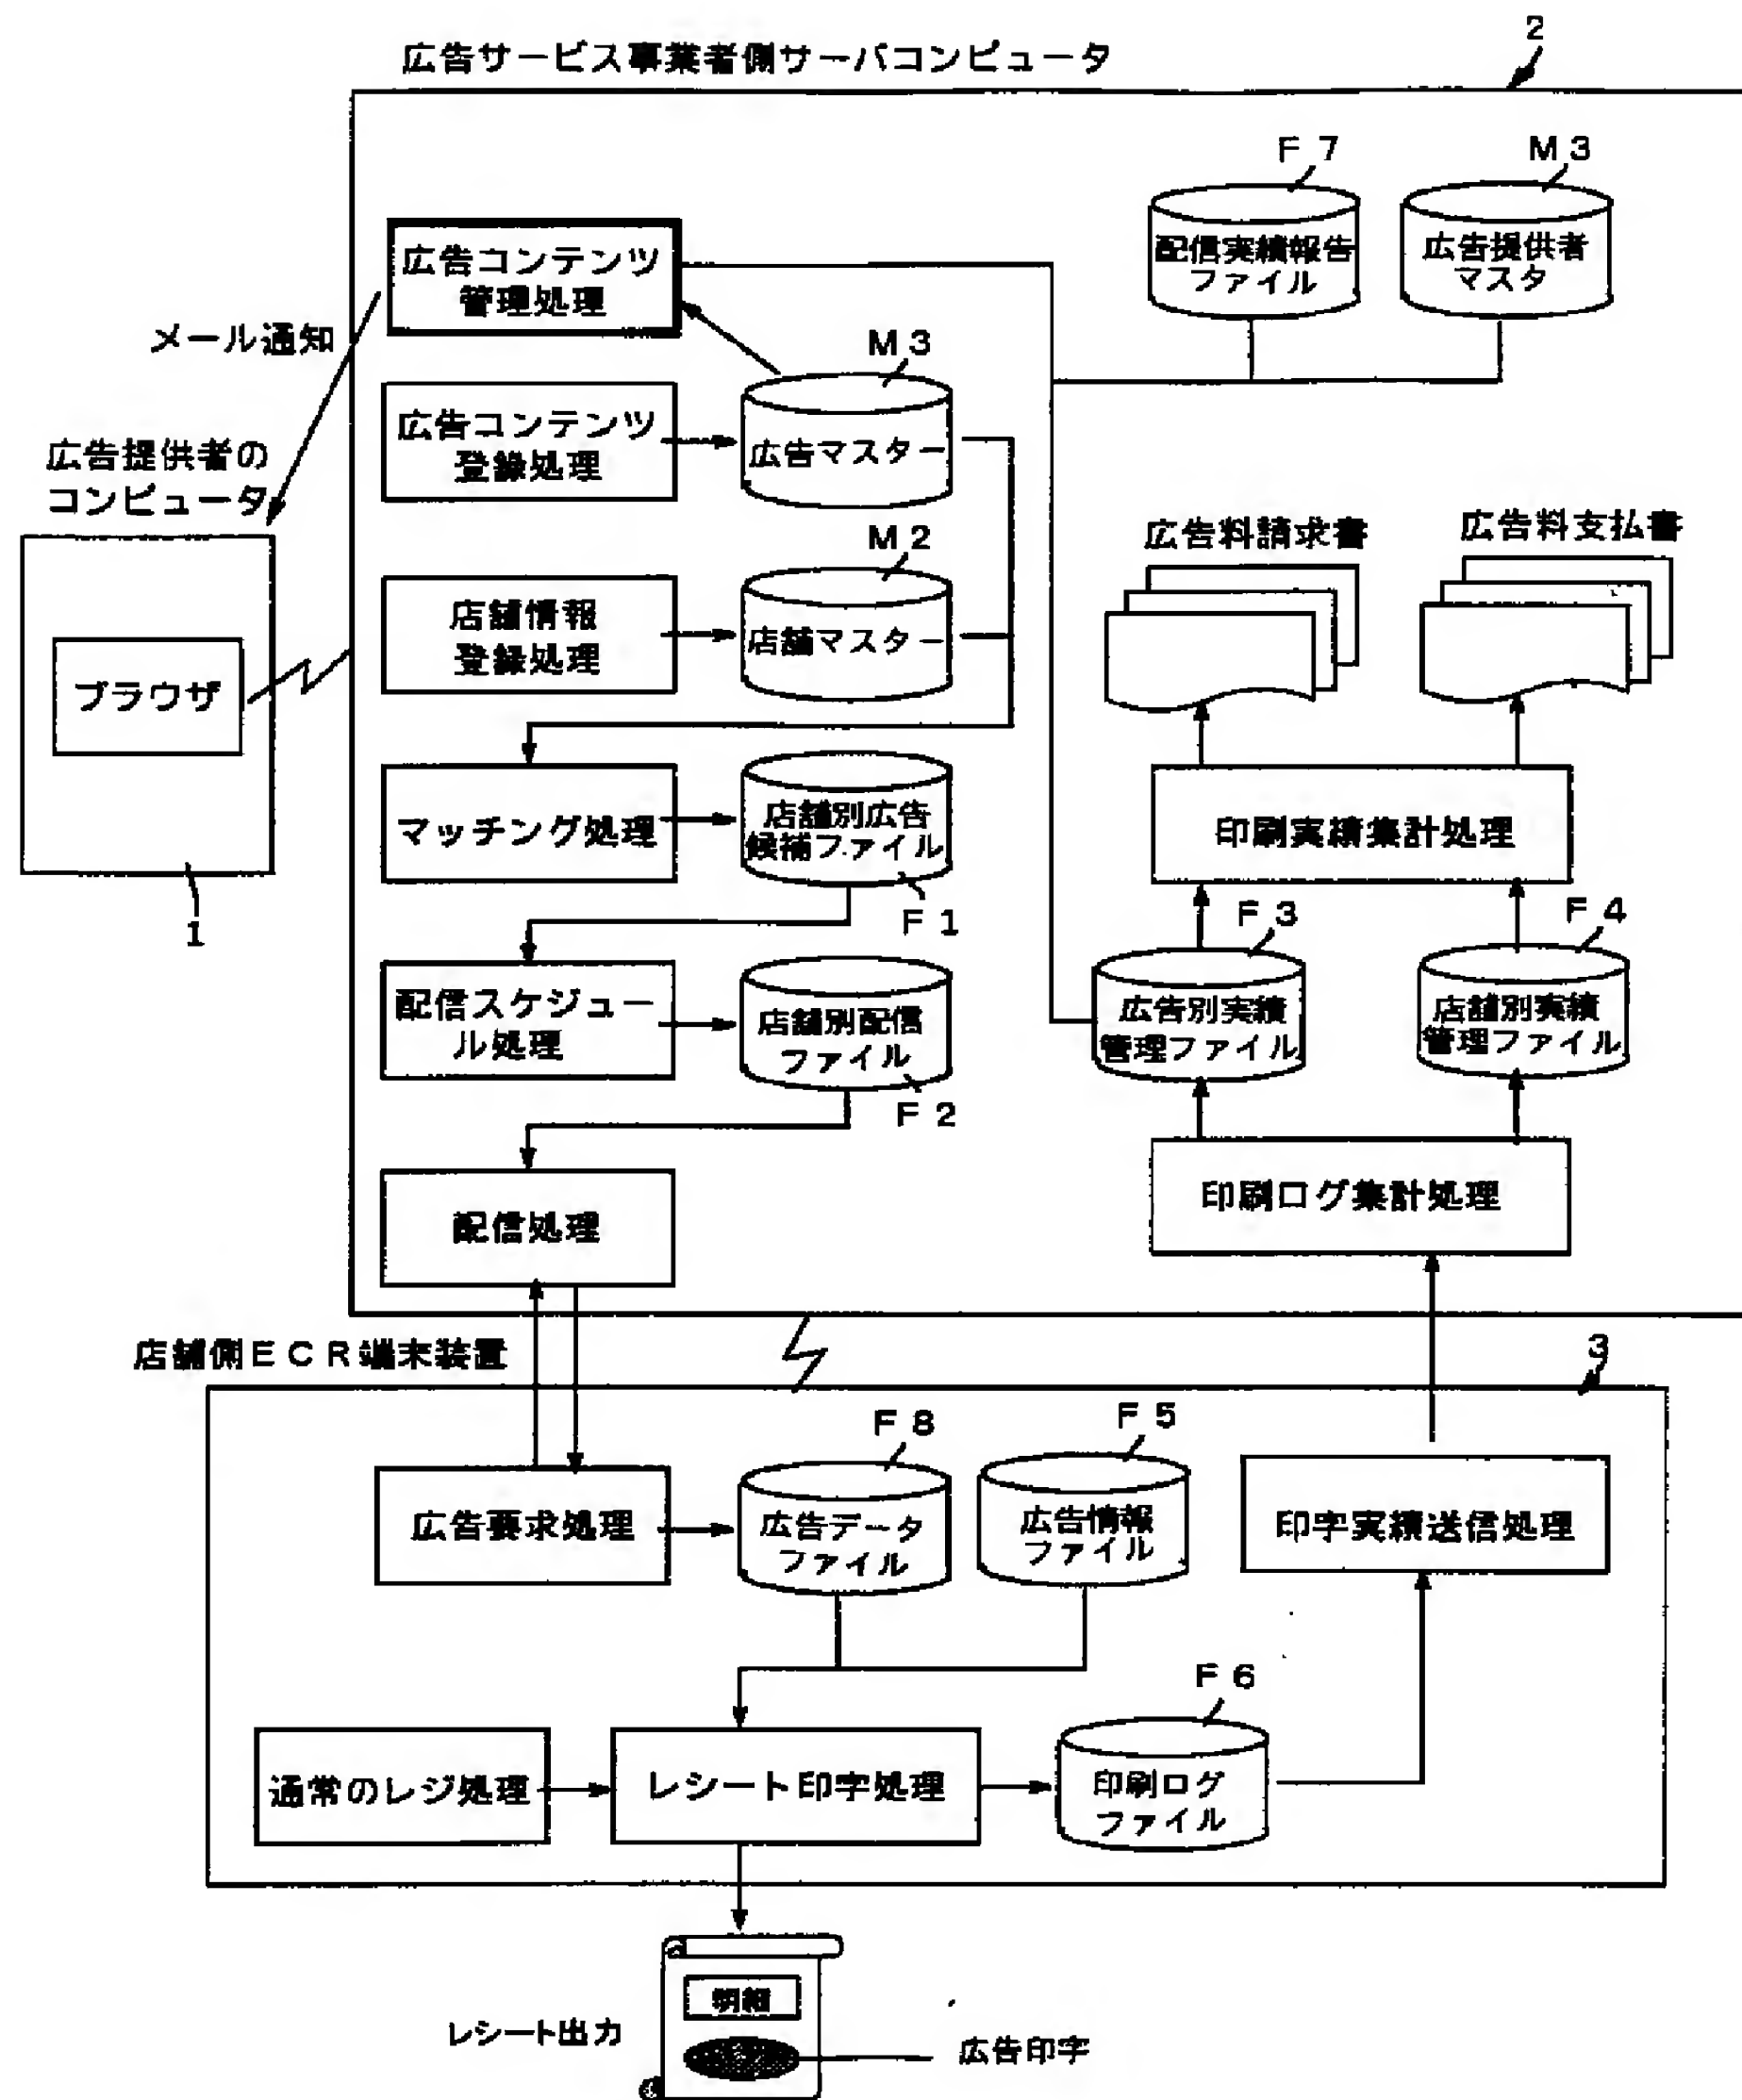 2
広告サービス事業者側サーバコンピュータ
F7
M3
配信実績報告
ファイル
広告提供者
マスタ
広告コンテンツ
管理処理
メール通知
M3
広告コンテンツ
登録処理
広告マスター
広告提供者の
コンピュータ
ブラウザ
1
M2
店舗情報
登録処理
店舗マスター
広告料請求書
広告料支払書
マッチング処理
店舗別広告
候補ファイル
F1
印刷実績集計処理
F3
F4
配信スケジュー
ル処理
店舗別配信
ファイル
F2
広告別実績
管理ファイル
店舗別実績
管理ファイル
配信処理
印刷ログ集計処理
店舗側ECR端末装置
3
F8
F5
広告要求処理
広告データ
ファイル
広告情報
ファイル
印字実績送信処理
F6
通常のレジ処理
レシート印字処理
印刷ログ
ファイル
明細
レシート出力
広告印字